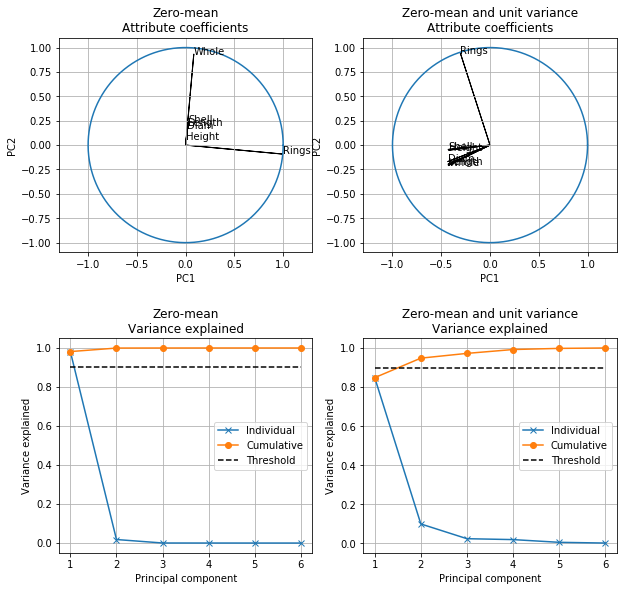 Zero-mean
Attribute coefficients
1.00
0.75
0.50
0.25
0.00
−0.25
−0.50
−0.75
−1.00
PC2
Whole
Shell
Length
Diam
Height
Rings
−1.0
−0.5
0.0
0.5
1.0
PC1
Zero-mean and unit variance
Attribute coefficients
1.00
0.75
0.50
0.25
0.00
−0.25
−0.50
−0.75
−1.00
PC2
Rings
Shell
Height
Diam
Length
Whole
−1.0
−0.5
0.0
0.5
1.0
PC1
Zero-mean
Variance explained
1.0
0.8
0.6
0.4
0.2
0.0
Variance explained
Individual
Cumulative
Threshold
1
2
3
4
5
6
Principal component
Zero-mean and unit variance
Variance explained
1.0
0.8
0.6
0.4
0.2
0.0
Variance explained
Individual
Cumulative
Threshold
1
2
3
4
5
6
Principal component